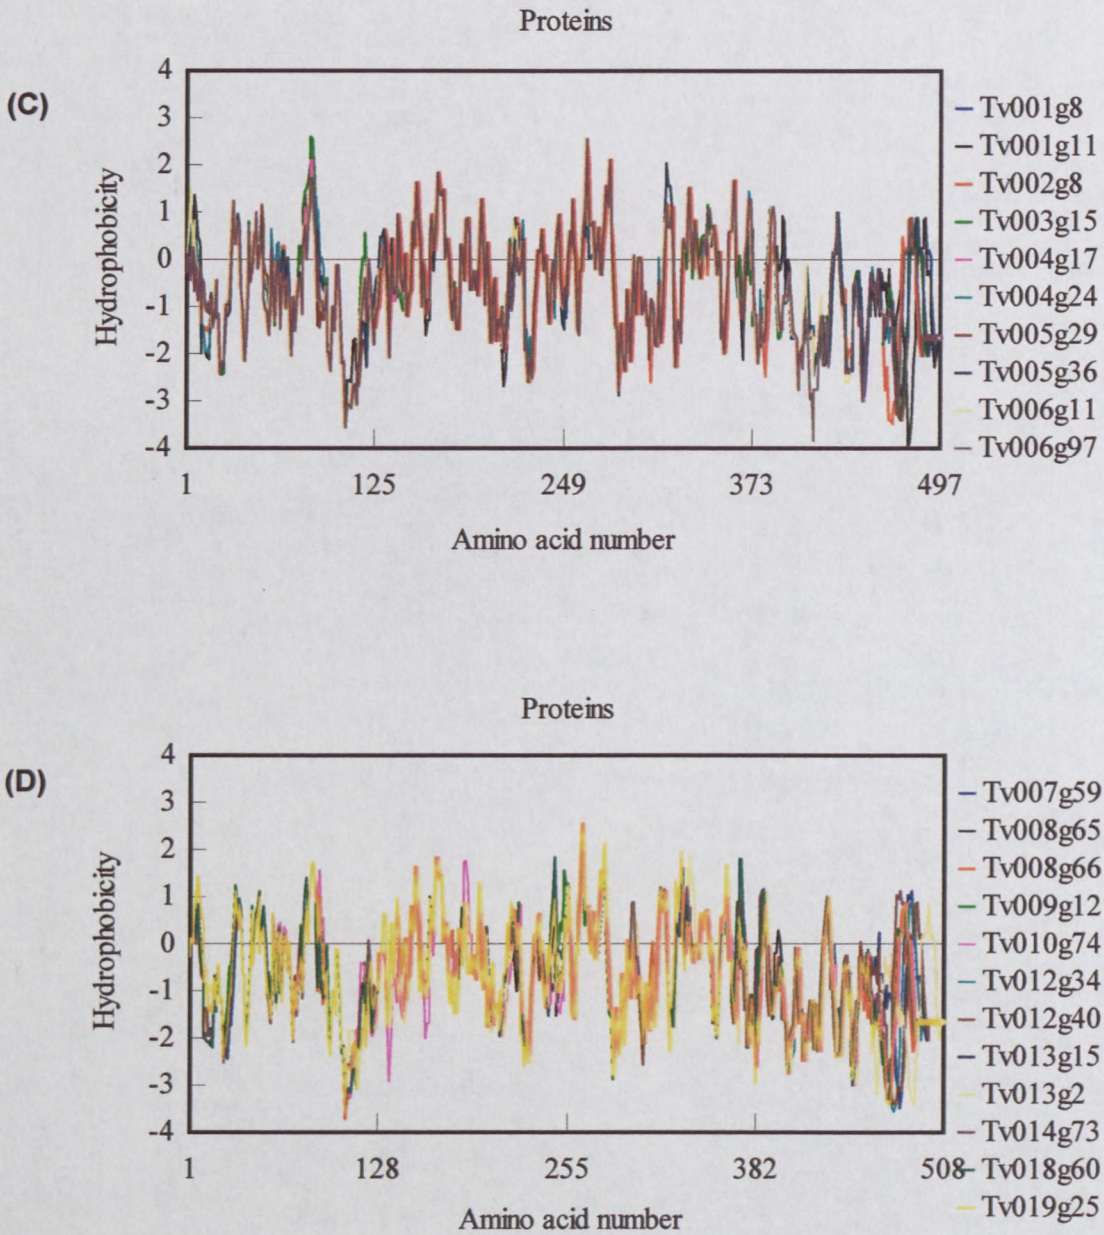 Proteins
(C)
4
3
2
1
0
-1
-2
-3
-4
Hydrophobicity
1 125 249 373 497
Amino acid number
Tv001g8
Tv001g11
Tv002g8
Tv003g15
Tv004g17
Tv004g24
Tv005g29
Tv005g36
Tv006g11
Tv006g97
Proteins
(D)
4
3
2
1
0
-1
-2
-3
-4
Hydrophobicity
1 128 255 382 508
Amino acid number
Tv007g59
Tv008g65
Tv008g66
Tv009g12
Tv010g74
Tv012g34
Tv012g40
Tv013g15
Tv013g2
Tv014g73
Tv018g60
Tv019g25